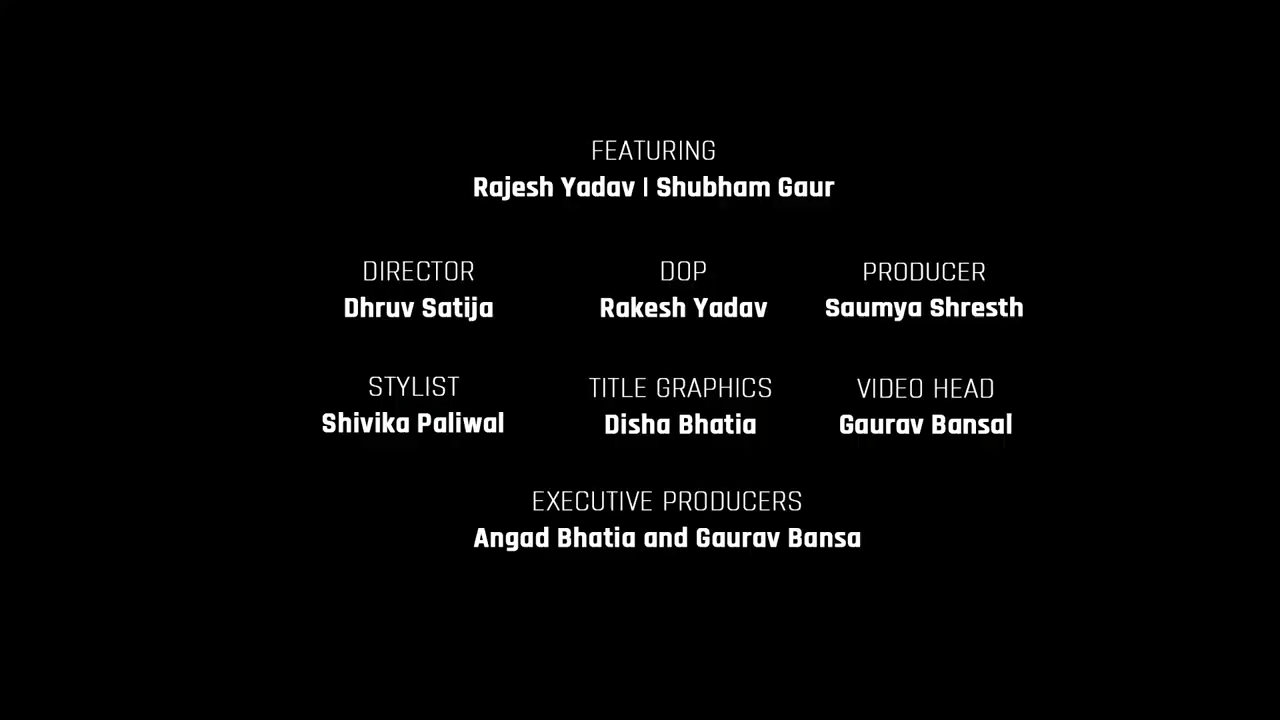 FEATURING
Rajesh Yadav | Shubham Gaur
DIRECTOR
Dhruv Satija
DOP
Rakesh Yadav
PRODUCER
Saumya Shresth
STYLIST
Shivika Paliwal
TITLE GRAPHICS
Disha Bhatia
VIDEO HEAD
Gaurav Bansal
EXECUTIVE PRODUCERS
Angad Bhatia and Gaurav Bansa